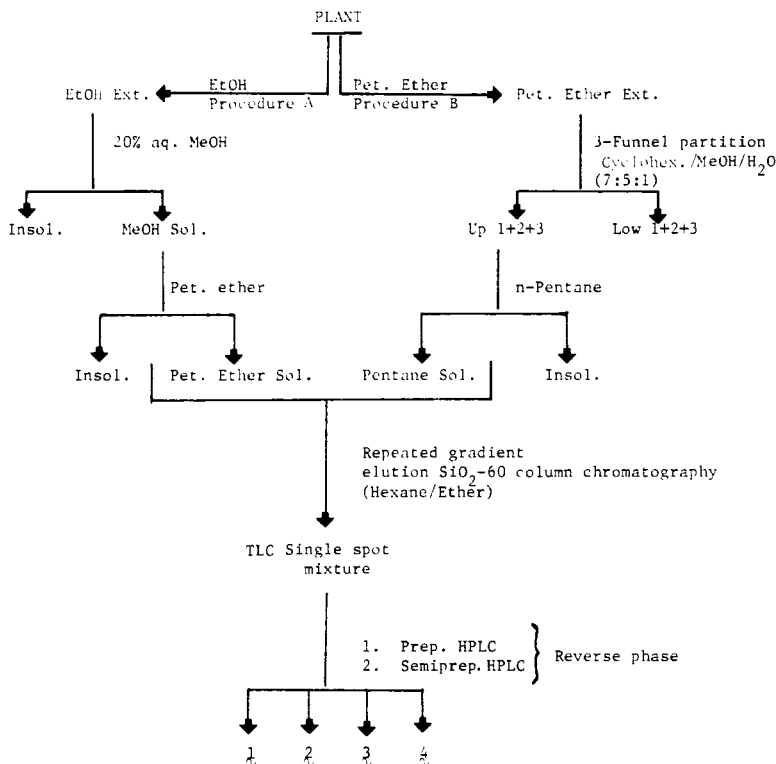 PLANT
EtOH
Pet. Ether
EtOH Ext.
Procedure A
Procedure B
Pet. Ether Ext.
20% aq. MeOH
3-Funnel partition
Cyclohex./MeOH/H2O
(7:5:1)
Insol.
MeOH Sol.
Up 1+2+3
Low 1+2+3
Pet. ether
n-Pentane
Insol.
Pet. Ether Sol.
Pentane Sol.
Insol.
Repeated gradient
elution SiO2-60 column chromatography
(Hexane/Ether)
TLC Single spot
mixture
1. Prep. HPLC
2. Semiprep.HPLC
Reverse phase
1 2 3 4